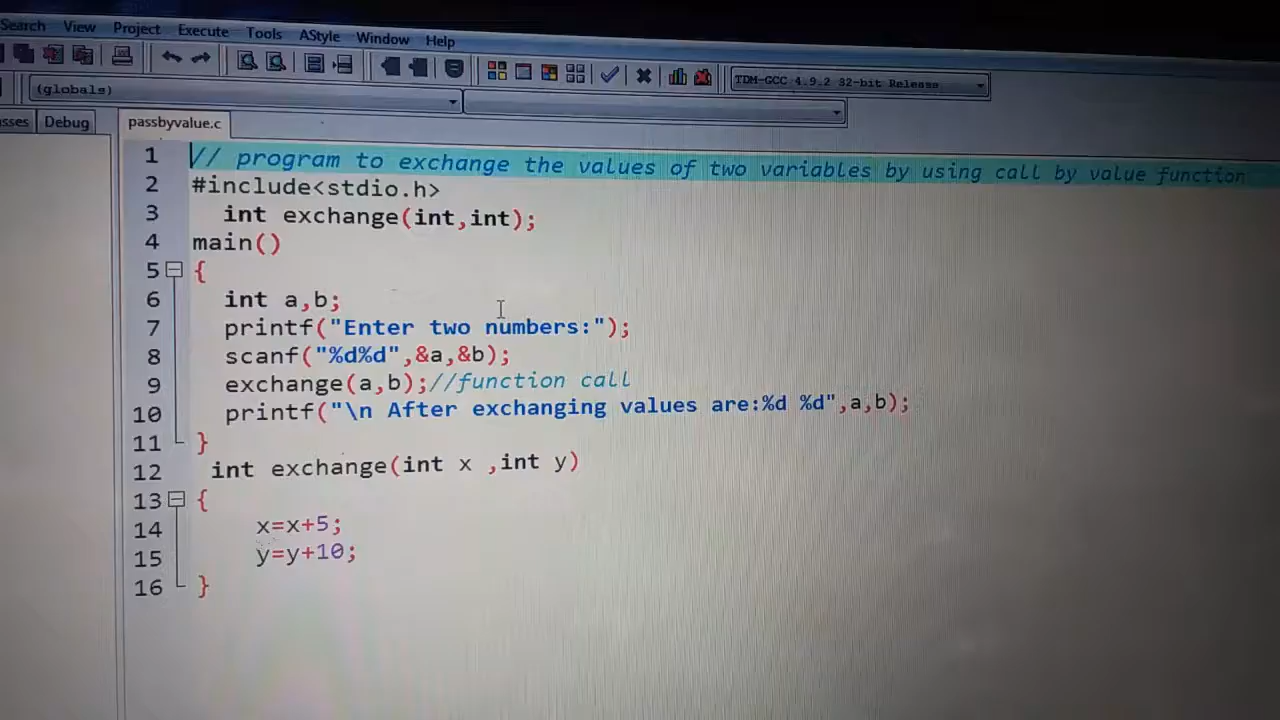 Search View Project Execute Tools AStyle Window Help
TDM-GCC 4.9.2 32-bit Release
(globals)
Debug passbyvalue.c
1 // program to exchange the values of two variables by using call by value function
2 #include<stdio.h>
3 int exchange(int,int);
4 main()
5 {
6 int a,b;
7 printf("Enter two numbers:");
8 scanf("%d%d",&a,&b);
9 exchange(a,b);//function call
10 printf("\n After exchanging values are:%d %d",a,b);
11 }
12 int exchange(int x ,int y)
13 {
14 x=x+5;
15 y=y+10;
16 }